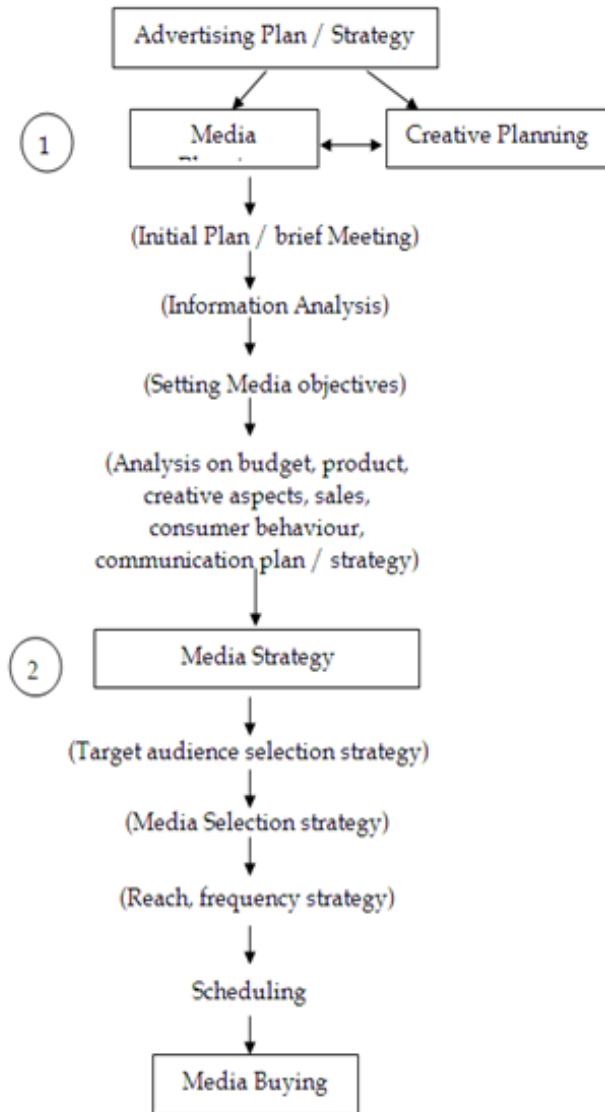 Advertising Plan / Strategy
1
Media
Creative Planning
(Initial Plan / brief Meeting)
(Information Analysis)
(Setting Media objectives)
(Analysis on budget, product,
creative aspects, sales,
consumer behaviour,
communication plan / strategy)
2
Media Strategy
(Target audience selection strategy)
(Media Selection strategy)
(Reach, frequency strategy)
Scheduling
Media Buying